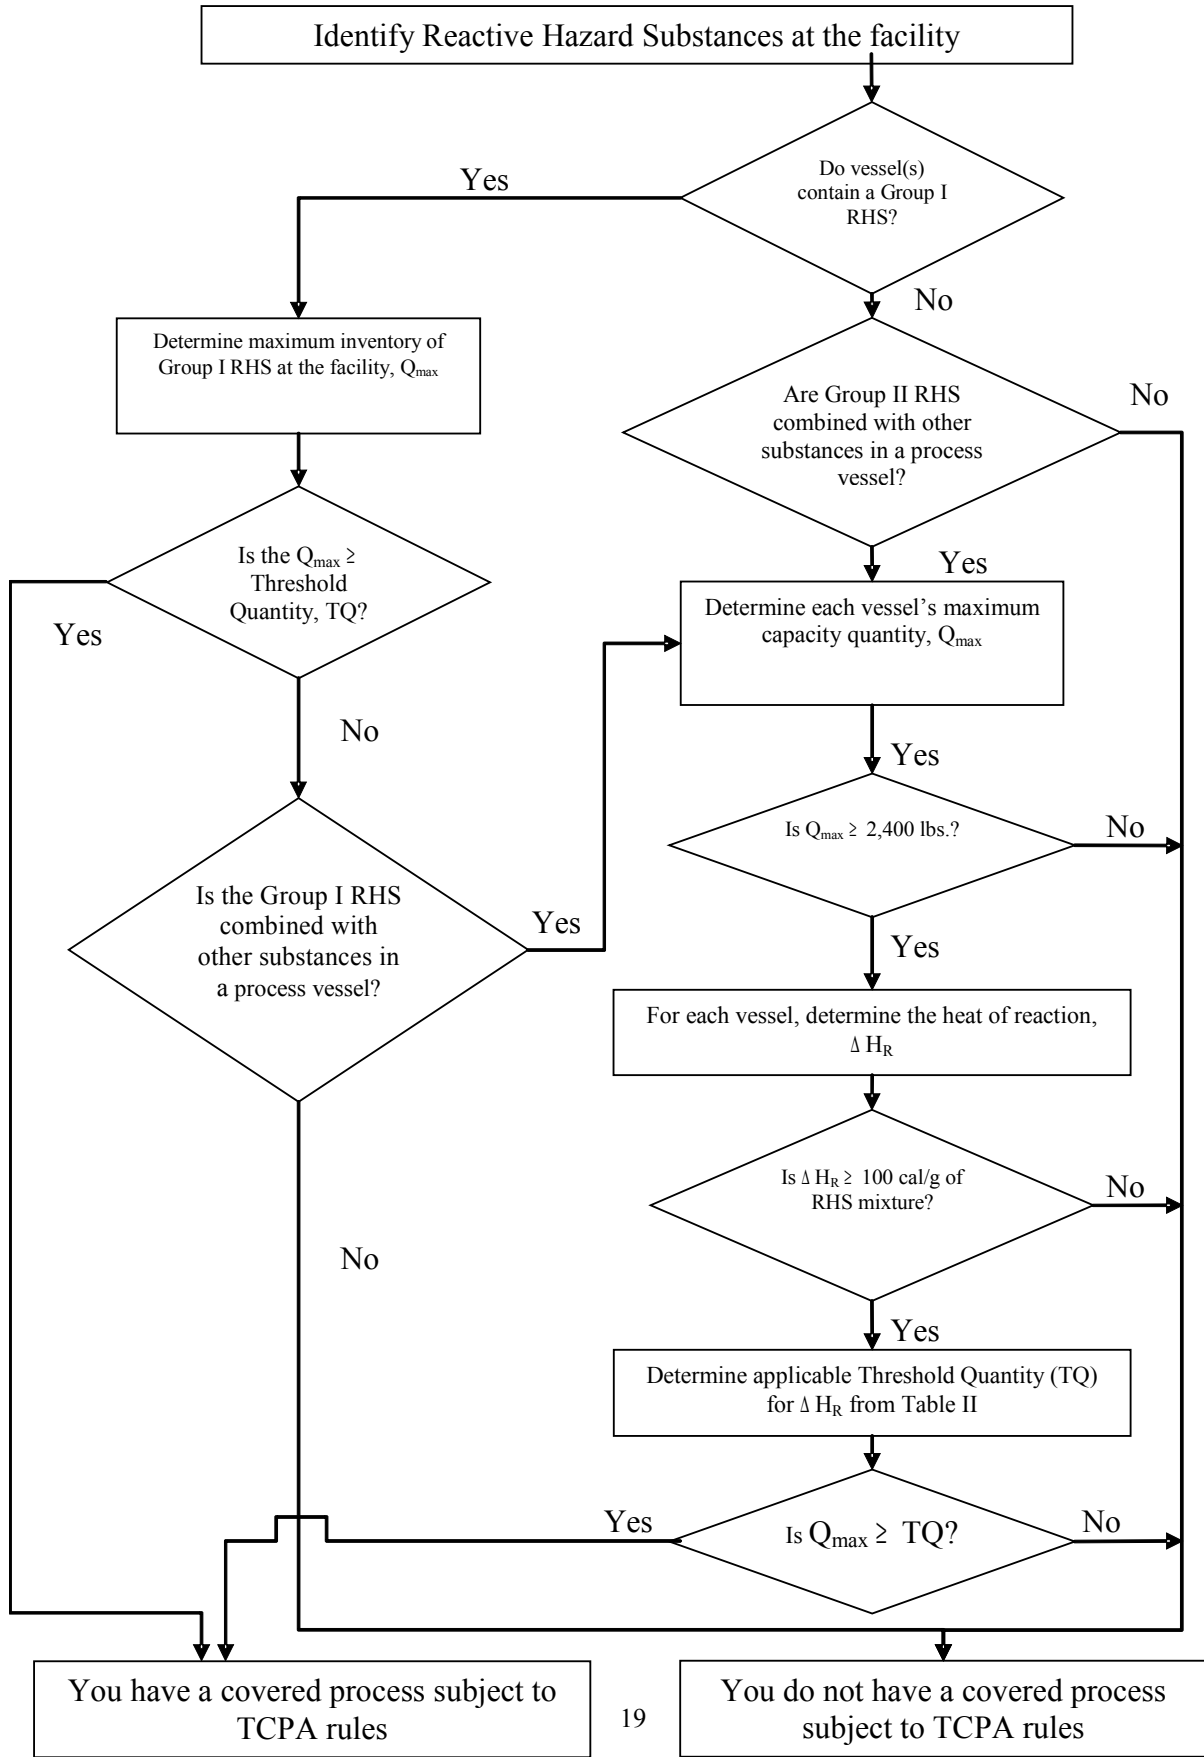 Identify Reactive Hazard Substances at the facility
Do vessel(s)
contain a Group I
RHS?
Yes
No
Determine maximum inventory of
Group I RHS at the facility, Qmax
Are Group II RHS
combined with other
substances in a process
vessel?
No
Yes
Is the Qmax ≥
Threshold
Quantity, TQ?
Yes
No
Determine each vessel's maximum
capacity quantity, Qmax
Yes
Is Qmax ≥ 2,400 lbs.?
No
Yes
Is the Group I RHS
combined with
other substances in
a process vessel?
Yes
No
For each vessel, determine the heat of reaction,
Δ HR
Is Δ HR ≥ 100 cal/g of
RHS mixture?
No
Yes
Determine applicable Threshold Quantity (TQ)
for Δ HR from Table II
Is Qmax ≥ TQ?
Yes
No
You have a covered process subject to
TCPA rules
19
You do not have a covered process
subject to TCPA rules